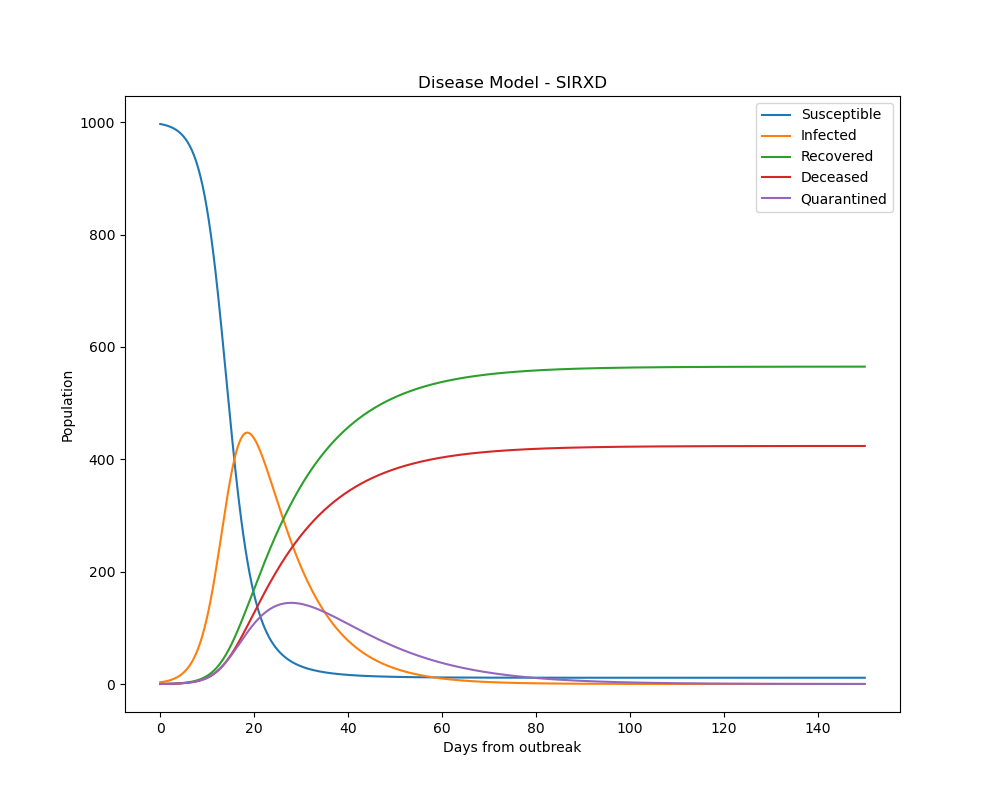 Disease Model - SIRXD
Susceptible
Infected
Recovered
Deceased
Quarantined
Population
1000
800
600
400
200
0
0 20 40 60 80 100 120 140
Days from outbreak